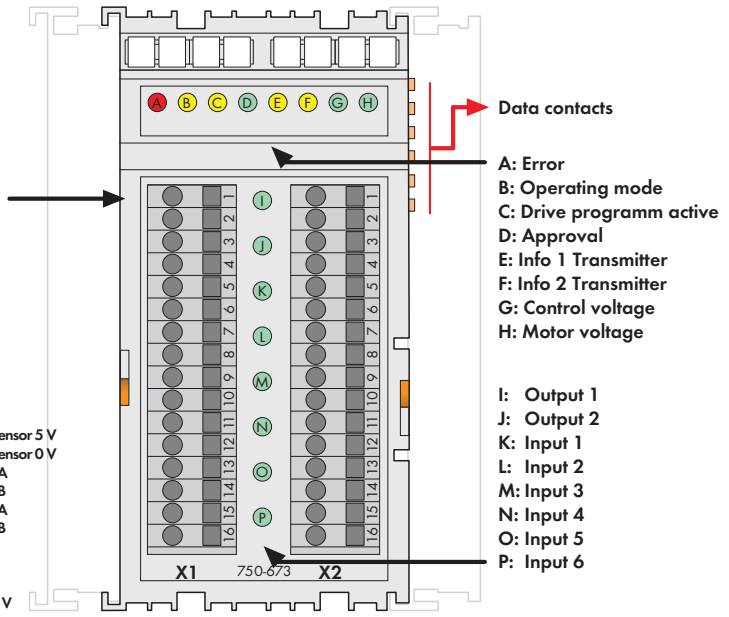 A B C D E F G H
Data contacts
A: Error
B: Operating mode
C: Drive programm active
D: Approval
E: Info 1 Transmitter
F: Info 2 Transmitter
G: Control voltage
H: Motor voltage
1 I 1
2 2
3 J 3
4 4
5 K 5
6 6
7 L 7
8 8
9 M 9
10 10
11 N 11
12 12
13 O 13
14 14
15 P 15
16 16
I: Output 1
J: Output 2
K: Input 1
L: Input 2
M: Input 3
N: Input 4
O: Input 5
P: Input 6
ensor 5 V
ensor 0 V
A
B
A
B
V
X1 750-673 X2